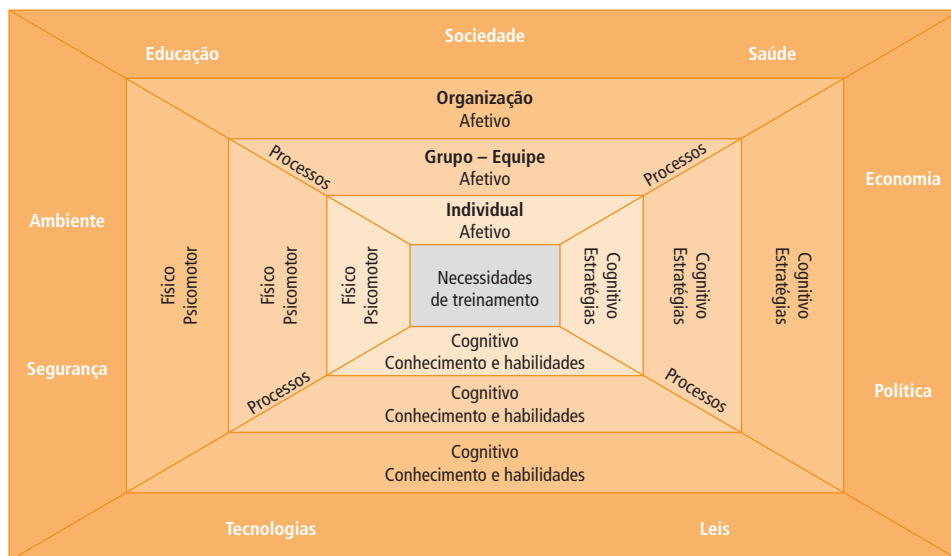 Sociedade
Educação
Saúde
Organização
Afetivo
Processos
Grupo – Equipe
Afetivo
Processos
Economia
Individual
Afetivo
Ambiente
Físico
Psicomotor
Físico
Psicomotor
Físico
Psicomotor
Necessidades
de treinamento
Cognitivo
Estratégias
Cognitivo
Estratégias
Cognitivo
Estratégias
Cognitivo
Conhecimento e habilidades
Segurança
Processos
Cognitivo
Conhecimento e habilidades
Processos
Política
Cognitivo
Conhecimento e habilidades
Tecnologias
Leis